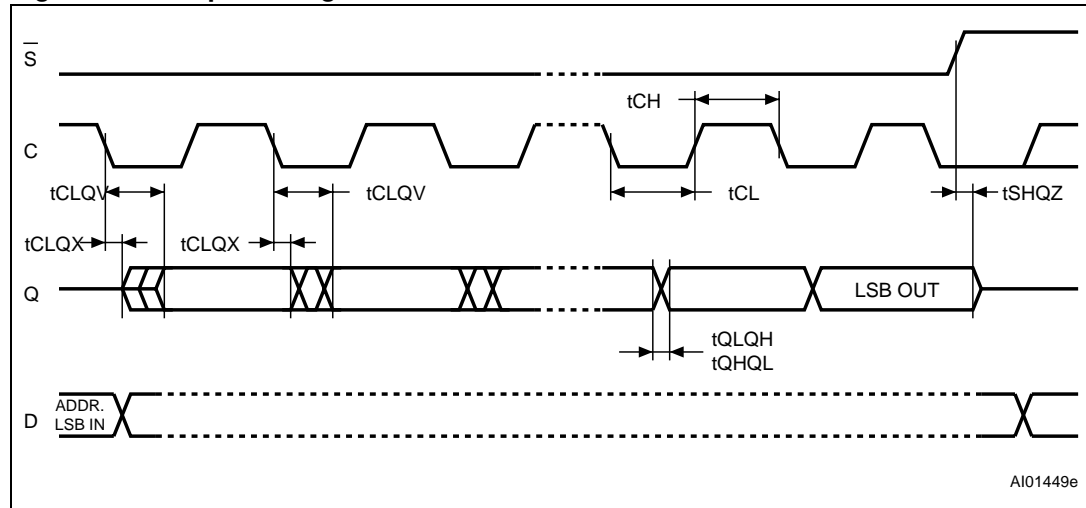 S
tCH
C
tCLQV tCLQV tCL tSHQZ
tCLQX tCLQX
Q LSB OUT
tQLQH
tQHQL
D ADDR.
LSB IN
AI01449e